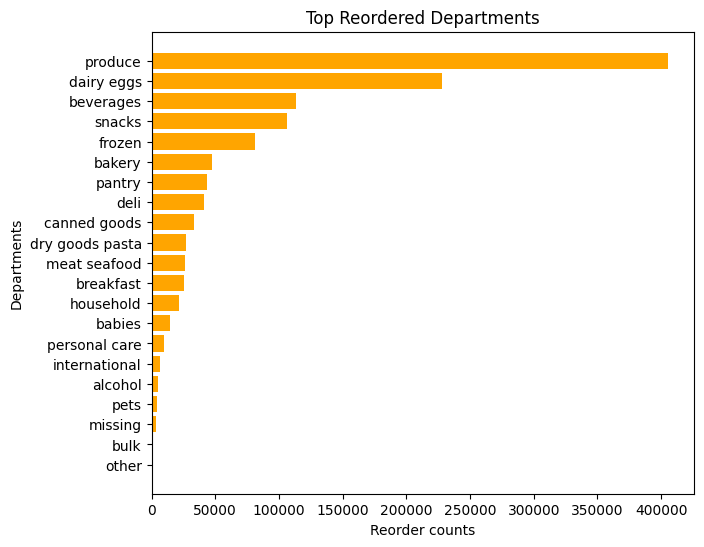 Top Reordered Departments
produce
dairy eggs
beverages
snacks
frozen
bakery
pantry
deli
canned goods
dry goods pasta
meat seafood
breakfast
household
babies
personal care
international
alcohol
pets
missing
bulk
other
Departments
0 50000 100000 150000 200000 250000 300000 350000 400000
Reorder counts